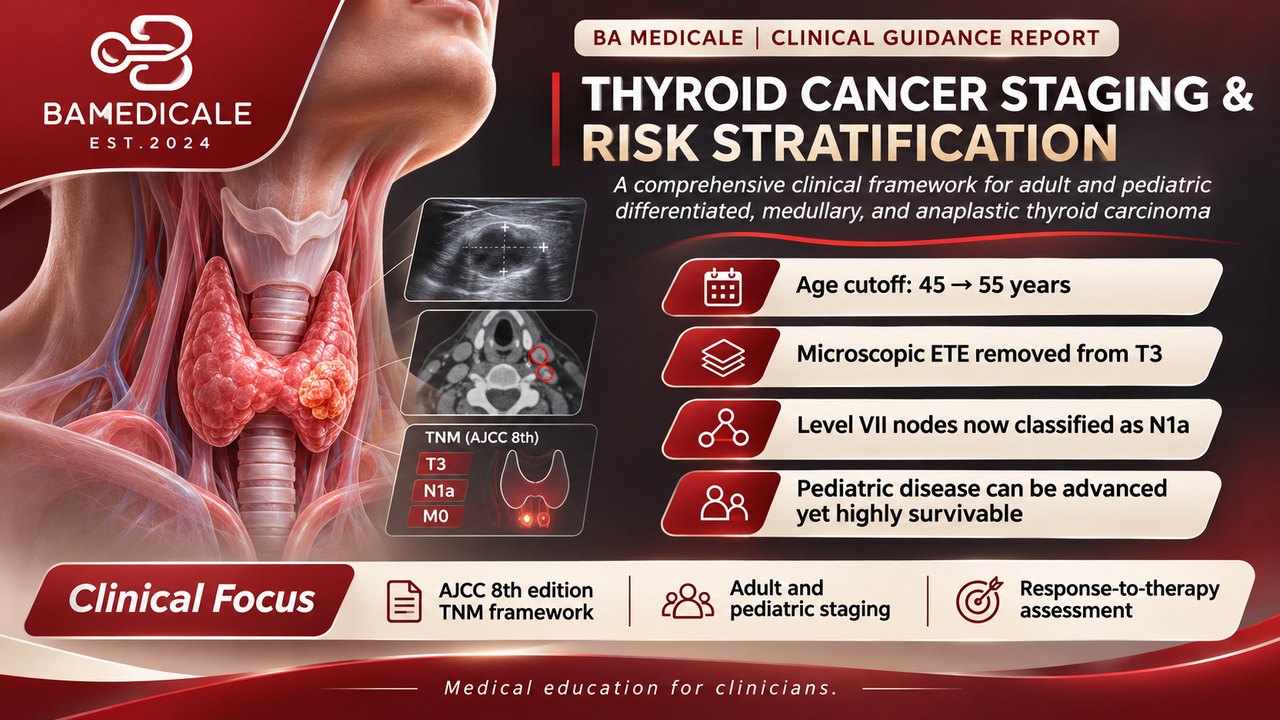 BAMEDICALE
EST.2024
BA MEDICALE | CLINICAL GUIDANCE REPORT
THYROID CANCER STAGING &
RISK STRATIFICATION
A comprehensive clinical framework for adult and pediatric
differentiated, medullary, and anaplastic thyroid carcinoma
Age cutoff: 45 → 55 years
Microscopic ETE removed from T3
Level VII nodes now classified as N1a
Pediatric disease can be advanced
yet highly survivable
TNM (AJCC 8th)
T3
N1a
M0
Clinical Focus
AJCC 8th edition
TNM framework
Adult and
pediatric staging
Response-to-therapy
assessment
Medical education for clinicians.